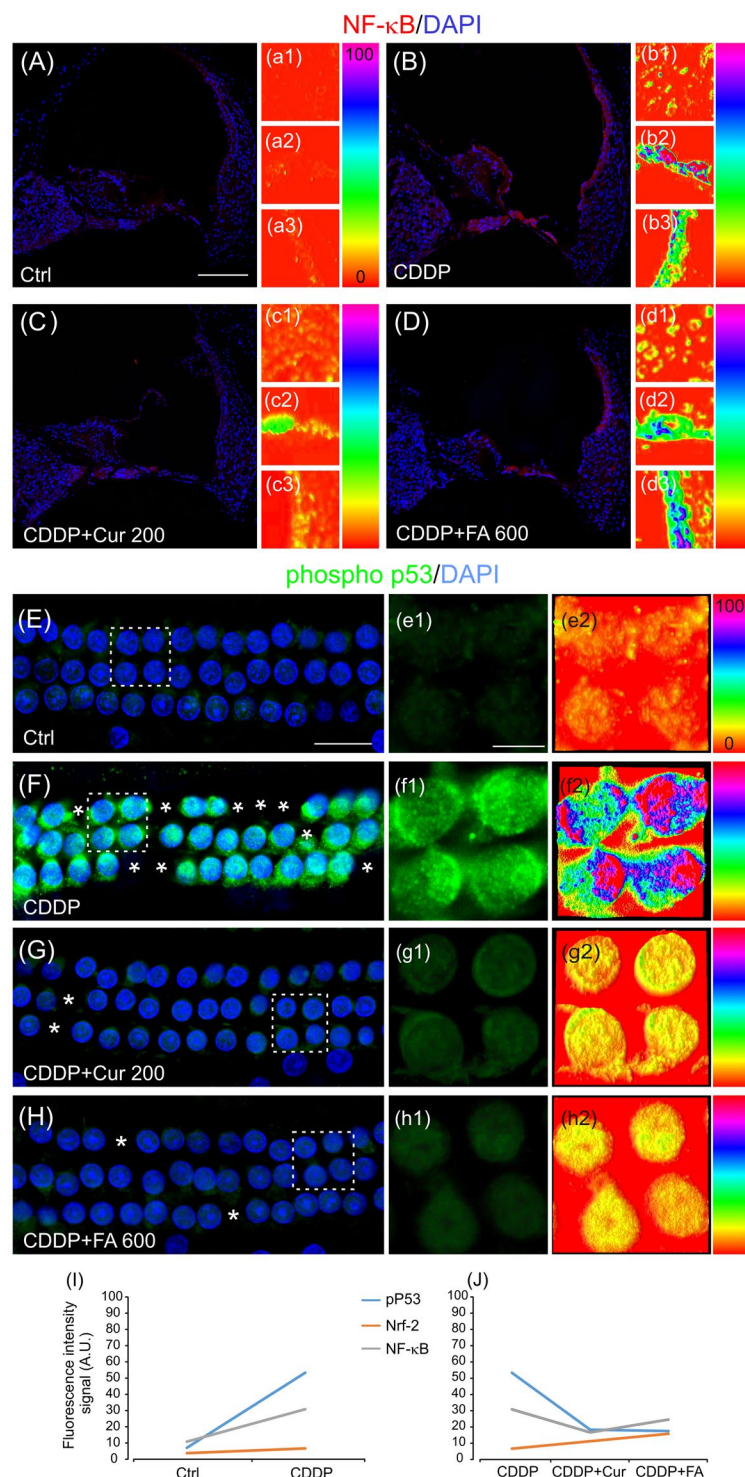 NF-κB/DAPI
(A)
(a1)
100
(a2)
(a3)
0
Ctrl
(B)
(b1)
(b2)
(b3)
CDDP
(C)
(c1)
(c2)
(c3)
CDDP+Cur 200
(D)
(d1)
(d2)
(d3)
CDDP+FA 600
phospho p53/DAPI
(E)
(e1)
(e2)
100
0
Ctrl
(F)
* * * * * *
* * * *
(f1)
(f2)
CDDP
(G)
*
*
(g1)
(g2)
CDDP+Cur 200
(H)
*
*
(h1)
(h2)
CDDP+FA 600
(I)
Fluorescence intensity
signal (A.U.)
100
90
80
70
60
50
40
30
20
10
0
Ctrl CDDP
pP53
Nrf-2
NF-κB
(J)
100
90
80
70
60
50
40
30
20
10
0
CDDP CDDP+Cur CDDP+FA